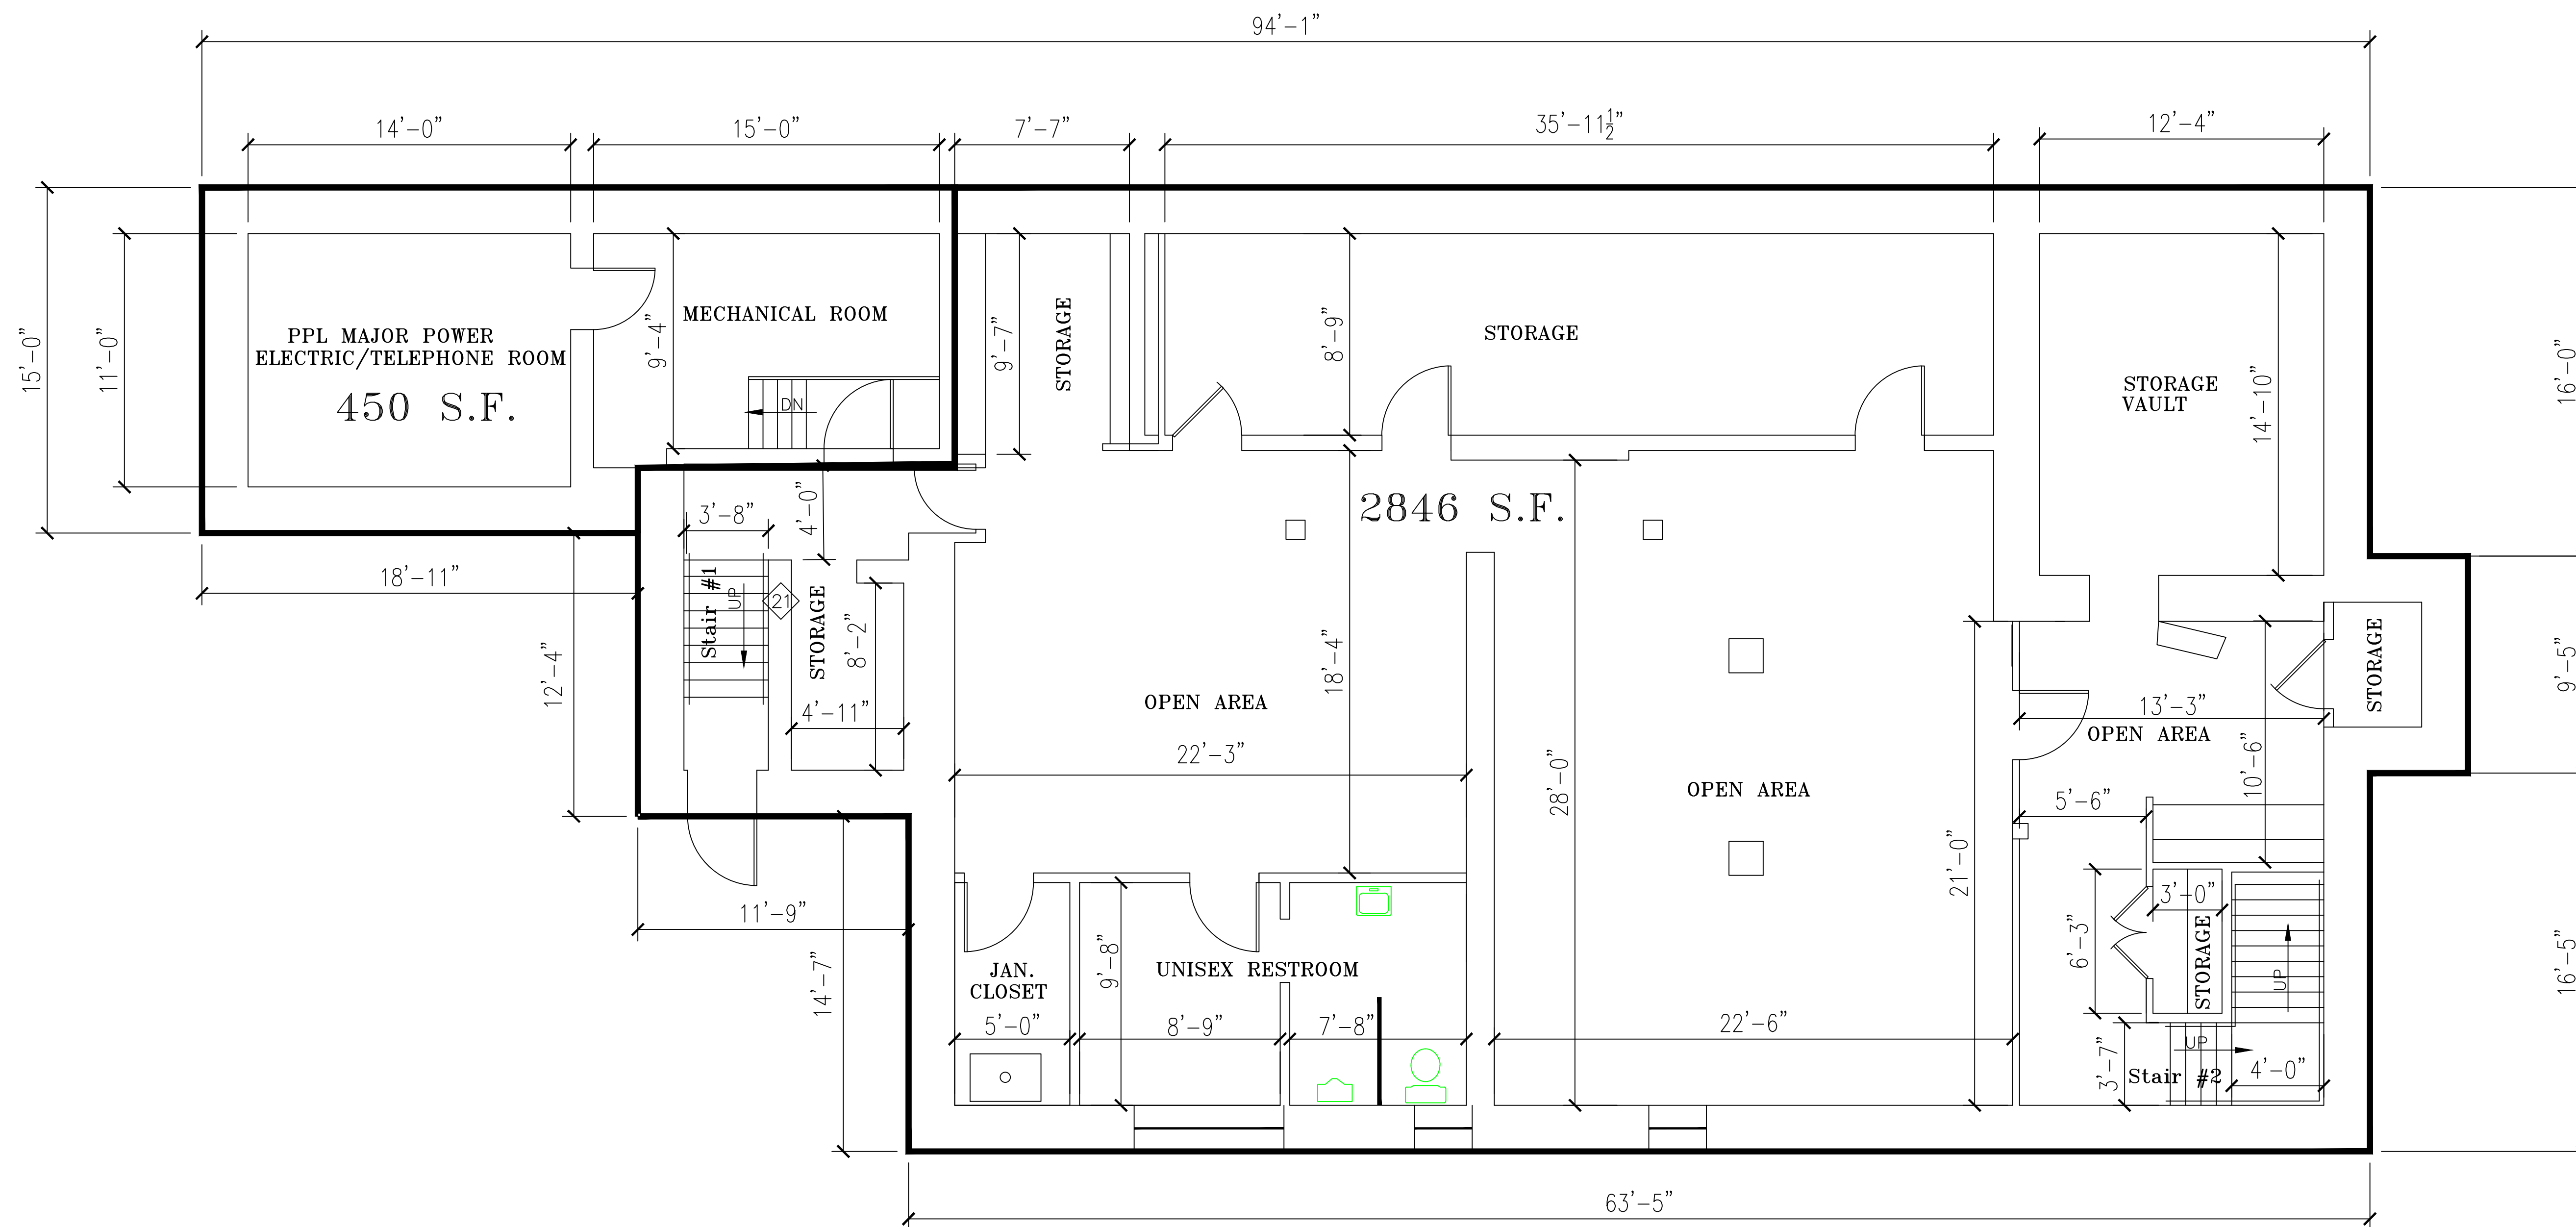 94'-1"
14'-0"
15'-0"
7'-7"
35'-11½"
12'-4"
15'-0"
11'-0"
PPL MAJOR POWER
ELECTRIC/TELEPHONE ROOM
450 S.F.
MECHANICAL ROOM
9'-4"
DN
9'-7"
STORAGE
8'-9"
STORAGE
STORAGE
VAULT
14'-10"
16'-0"
2846 S.F.
18'-11"
3'-8"
4'-0"
Stair #1
UP
21
STORAGE
8'-2"
4'-11"
12'-4"
18'-4"
OPEN AREA
22'-3"
28'-0"
OPEN AREA
21'-0"
13'-3"
OPEN AREA
10'-6"
STORAGE
9'-5"
5'-6"
11'-9"
14'-7"
JAN.
CLOSET
9'-8"
UNISEX RESTROOM
5'-0"
8'-9"
7'-8"
22'-6"
6'-3"
3'-0"
STORAGE
UP
UP
3'-7"
Stair #2
4'-0"
16'-5"
63'-5"